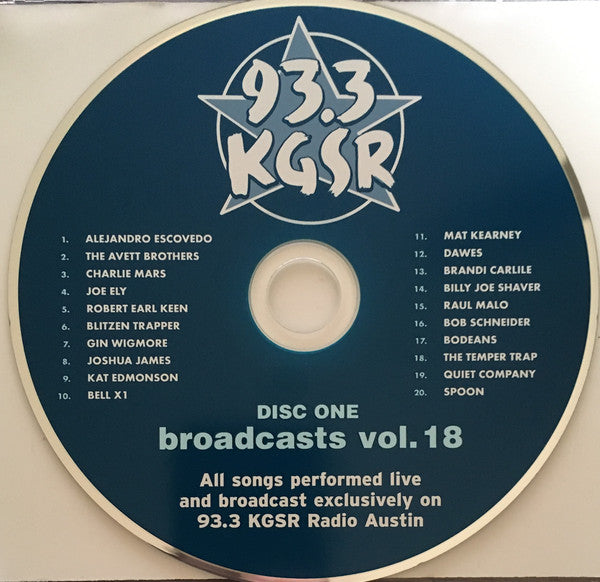 93.3
KGSR
1. ALEJANDRO ESCOVEDO
2. THE AVETT BROTHERS
3. CHARLIE MARS
4. JOE ELY
5. ROBERT EARL KEEN
6. BLITZEN TRAPPER
7. GIN WIGMORE
8. JOSHUA JAMES
9. KAT EDMONSON
10. BELL X1
11. MAT KEARNEY
12. DAWES
13. BRANDI CARLILE
14. BILLY JOE SHAVER
15. RAUL MALO
16. BOB SCHNEIDER
17. BODEANS
18. THE TEMPER TRAP
19. QUIET COMPANY
20. SPOON
DISC ONE
broadcasts vol. 18
All songs performed live
and broadcast exclusively on
93.3 KGSR Radio Austin